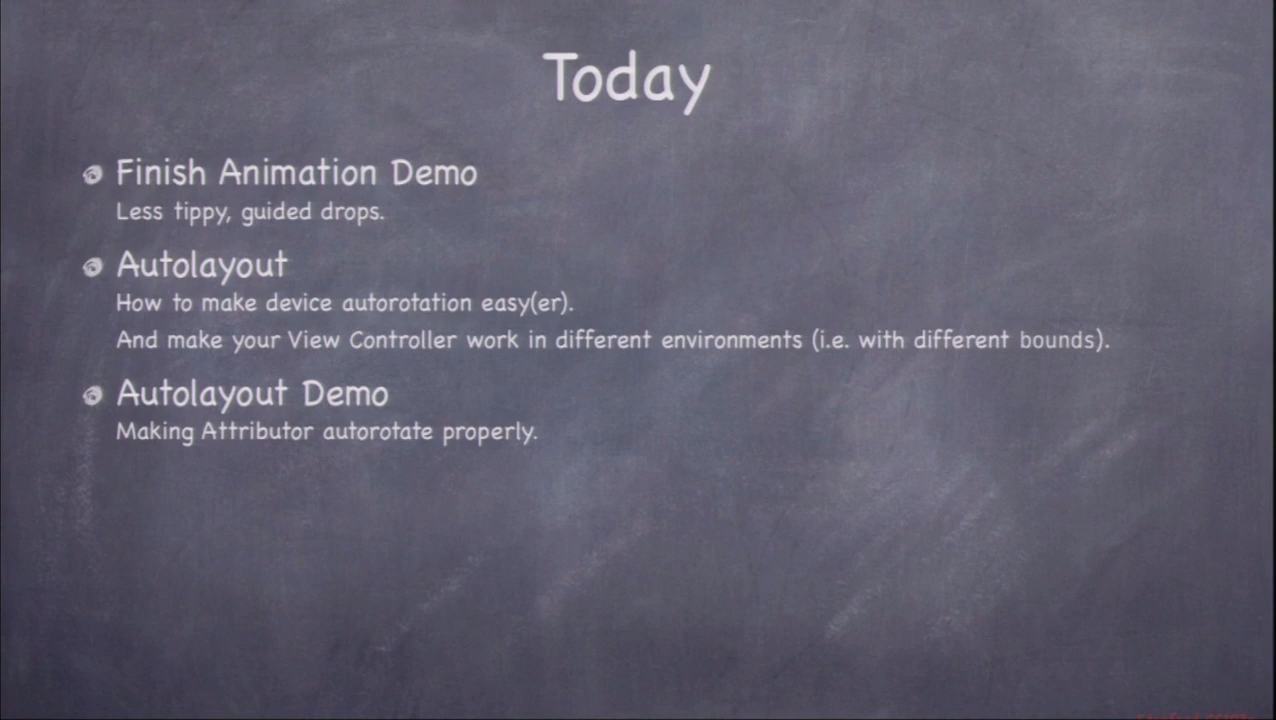 Today
Finish Animation Demo
Less tippy, guided drops.
Autolayout
How to make device autorotation easy(er).
And make your View Controller work in different environments (i.e. with different bounds).
Autolayout Demo
Making Attributor autorotate properly.